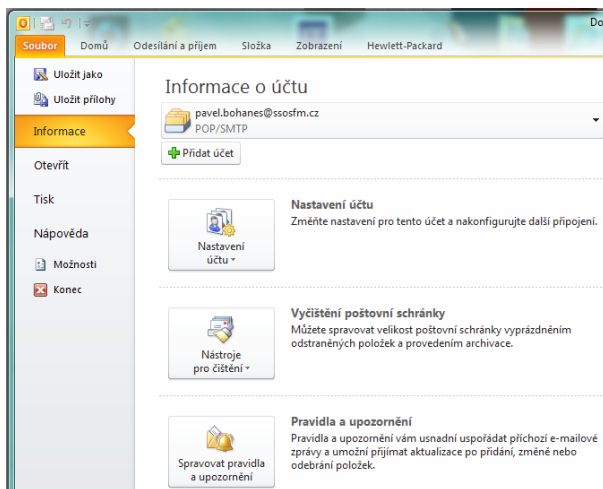 Do
Soubor Domů Odesílání a příjem Složka Zobrazení Hewlett-Packard
Uložit jako
Uložit přílohy
Informace
Otevřít
Tisk
Nápověda
Možnosti
Konec
Informace o účtu
pavel.bohanes@ssosfm.cz
POP/SMTP
Přidat účet
Nastavení
účtu
Nastavení účtu
Změňte nastavení pro tento účet a nakonfigurujte další připojení.
Nástroje
pro čištění
Vyčištění poštovní schránky
Můžete spravovat velikost poštovní schránky vyprázdněním
odstraněných položek a provedením archivace.
Spravovat pravidla
a upozornění
Pravidla a upozornění
Pravidla a upozornění vám usnadní uspořádat příchozí e-mailové
zprávy a umožní přijímat aktualizace po přidání, změně nebo
odebrání položek.